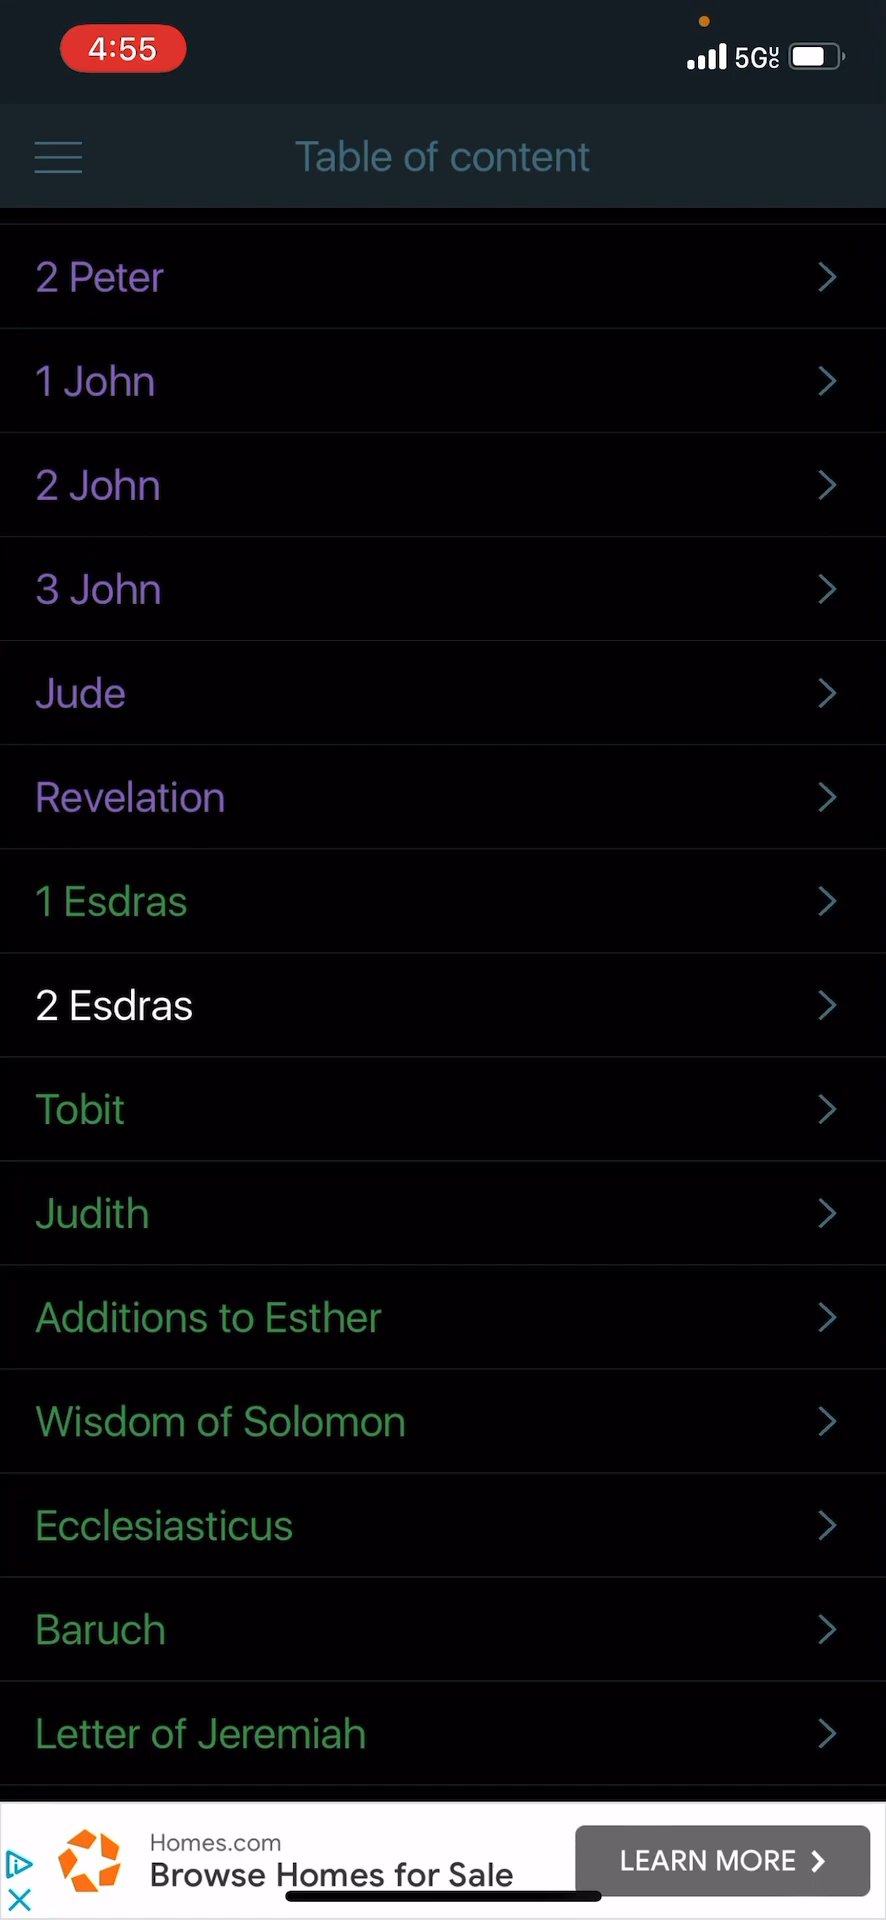 4:55
5GUC
Table of content
2 Peter
1 John
2 John
3 John
Jude
Revelation
1 Esdras
2 Esdras
Tobit
Judith
Additions to Esther
Wisdom of Solomon
Ecclesiasticus
Baruch
Letter of Jeremiah
Homes.com
Browse Homes for Sale
LEARN MORE